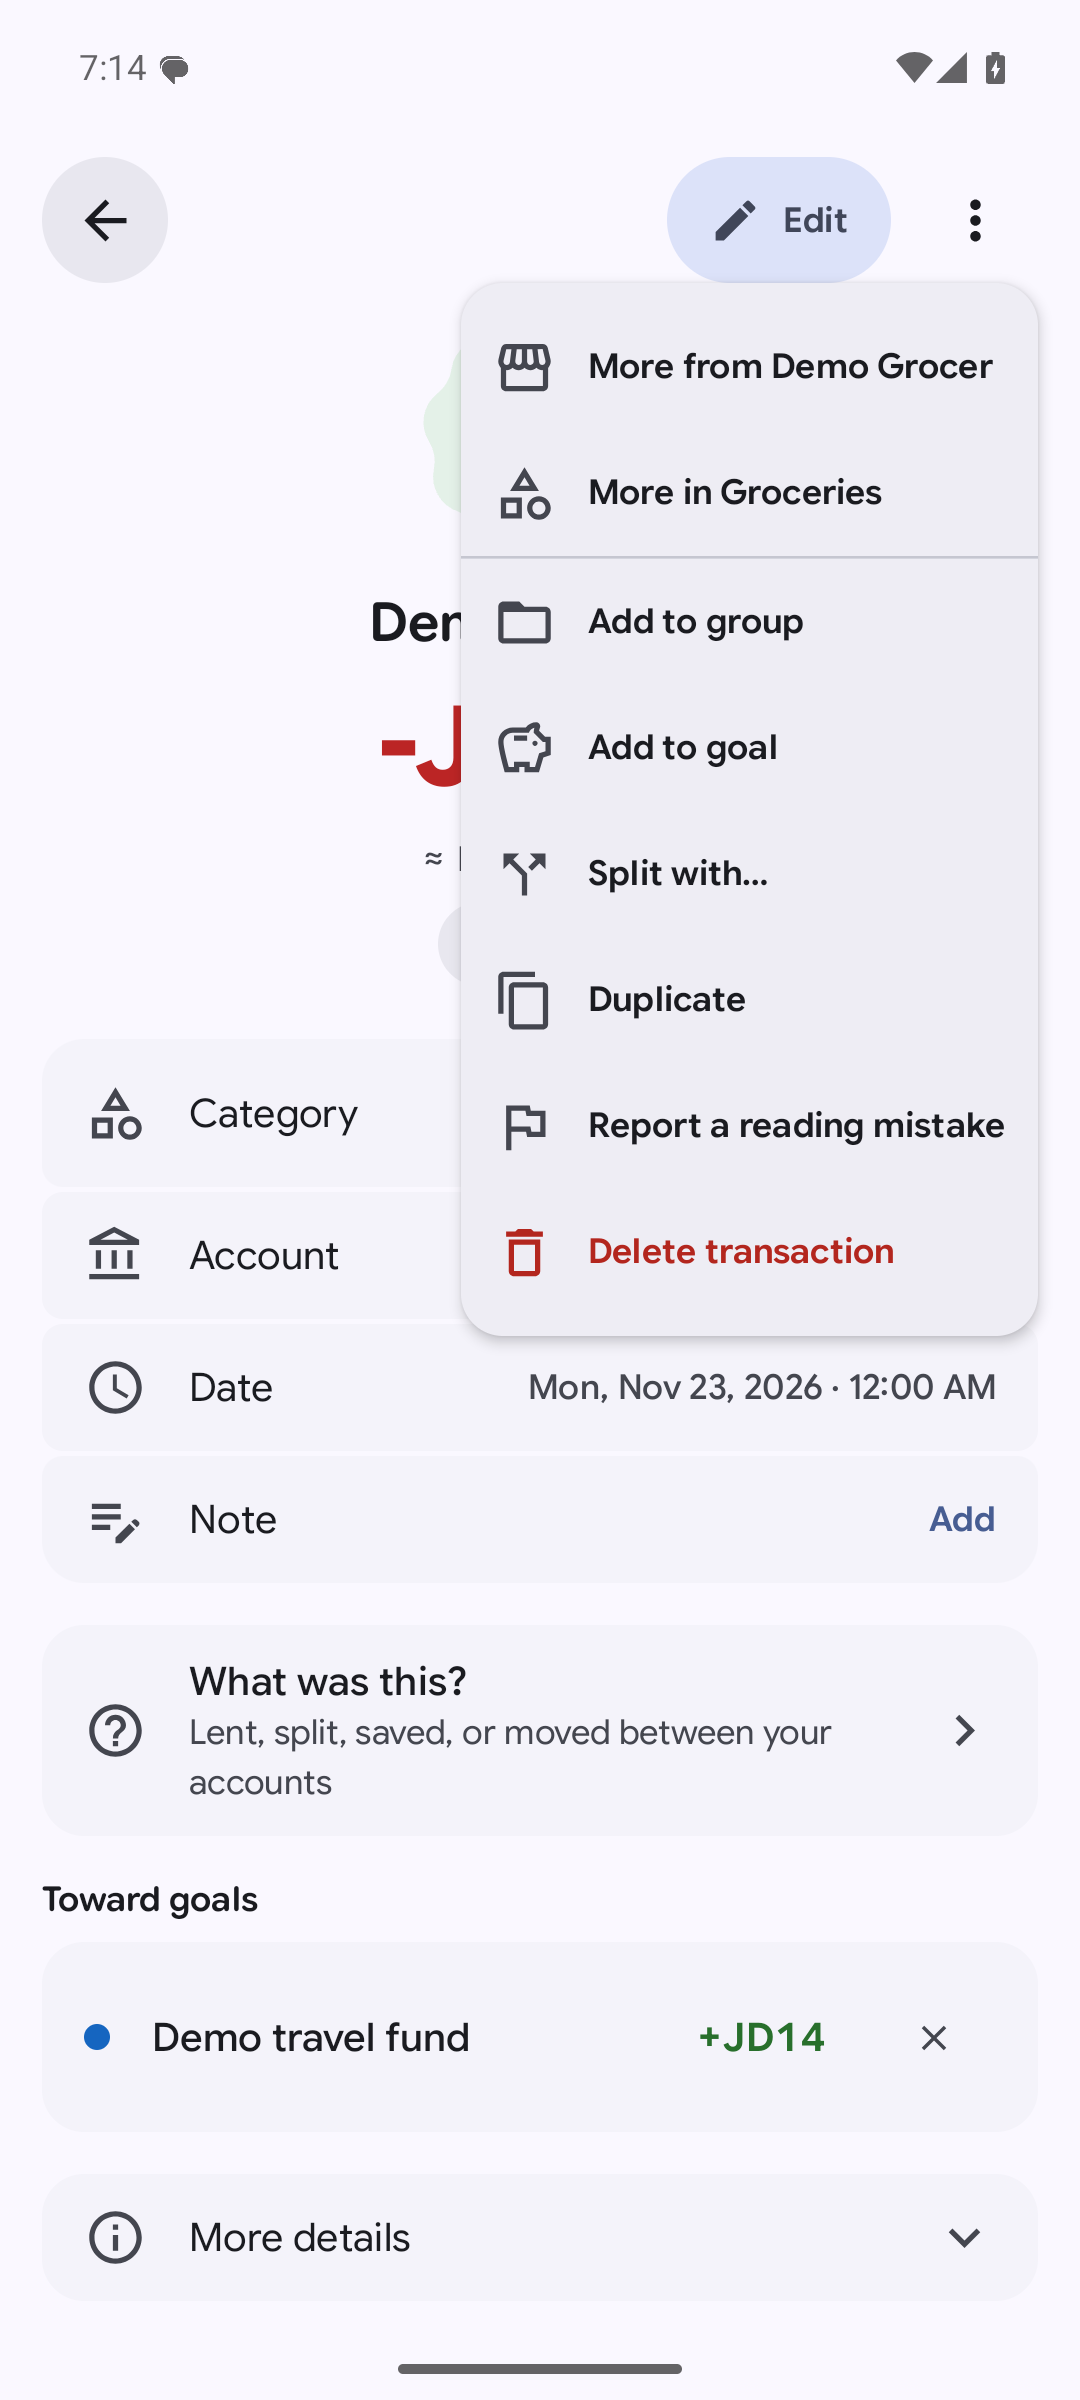 7:14
Edit
More from Demo Grocer
More in Groceries
Add to group
Den
Add to goal
-J
≈
Split with...
Duplicate
Category
Report a reading mistake
Account
Delete transaction
Date
Mon, Nov 23, 2026 · 12:00 AM
Note
Add
What was this?
Lent, split, saved, or moved between your
accounts
Toward goals
Demo travel fund
+JD14
More details